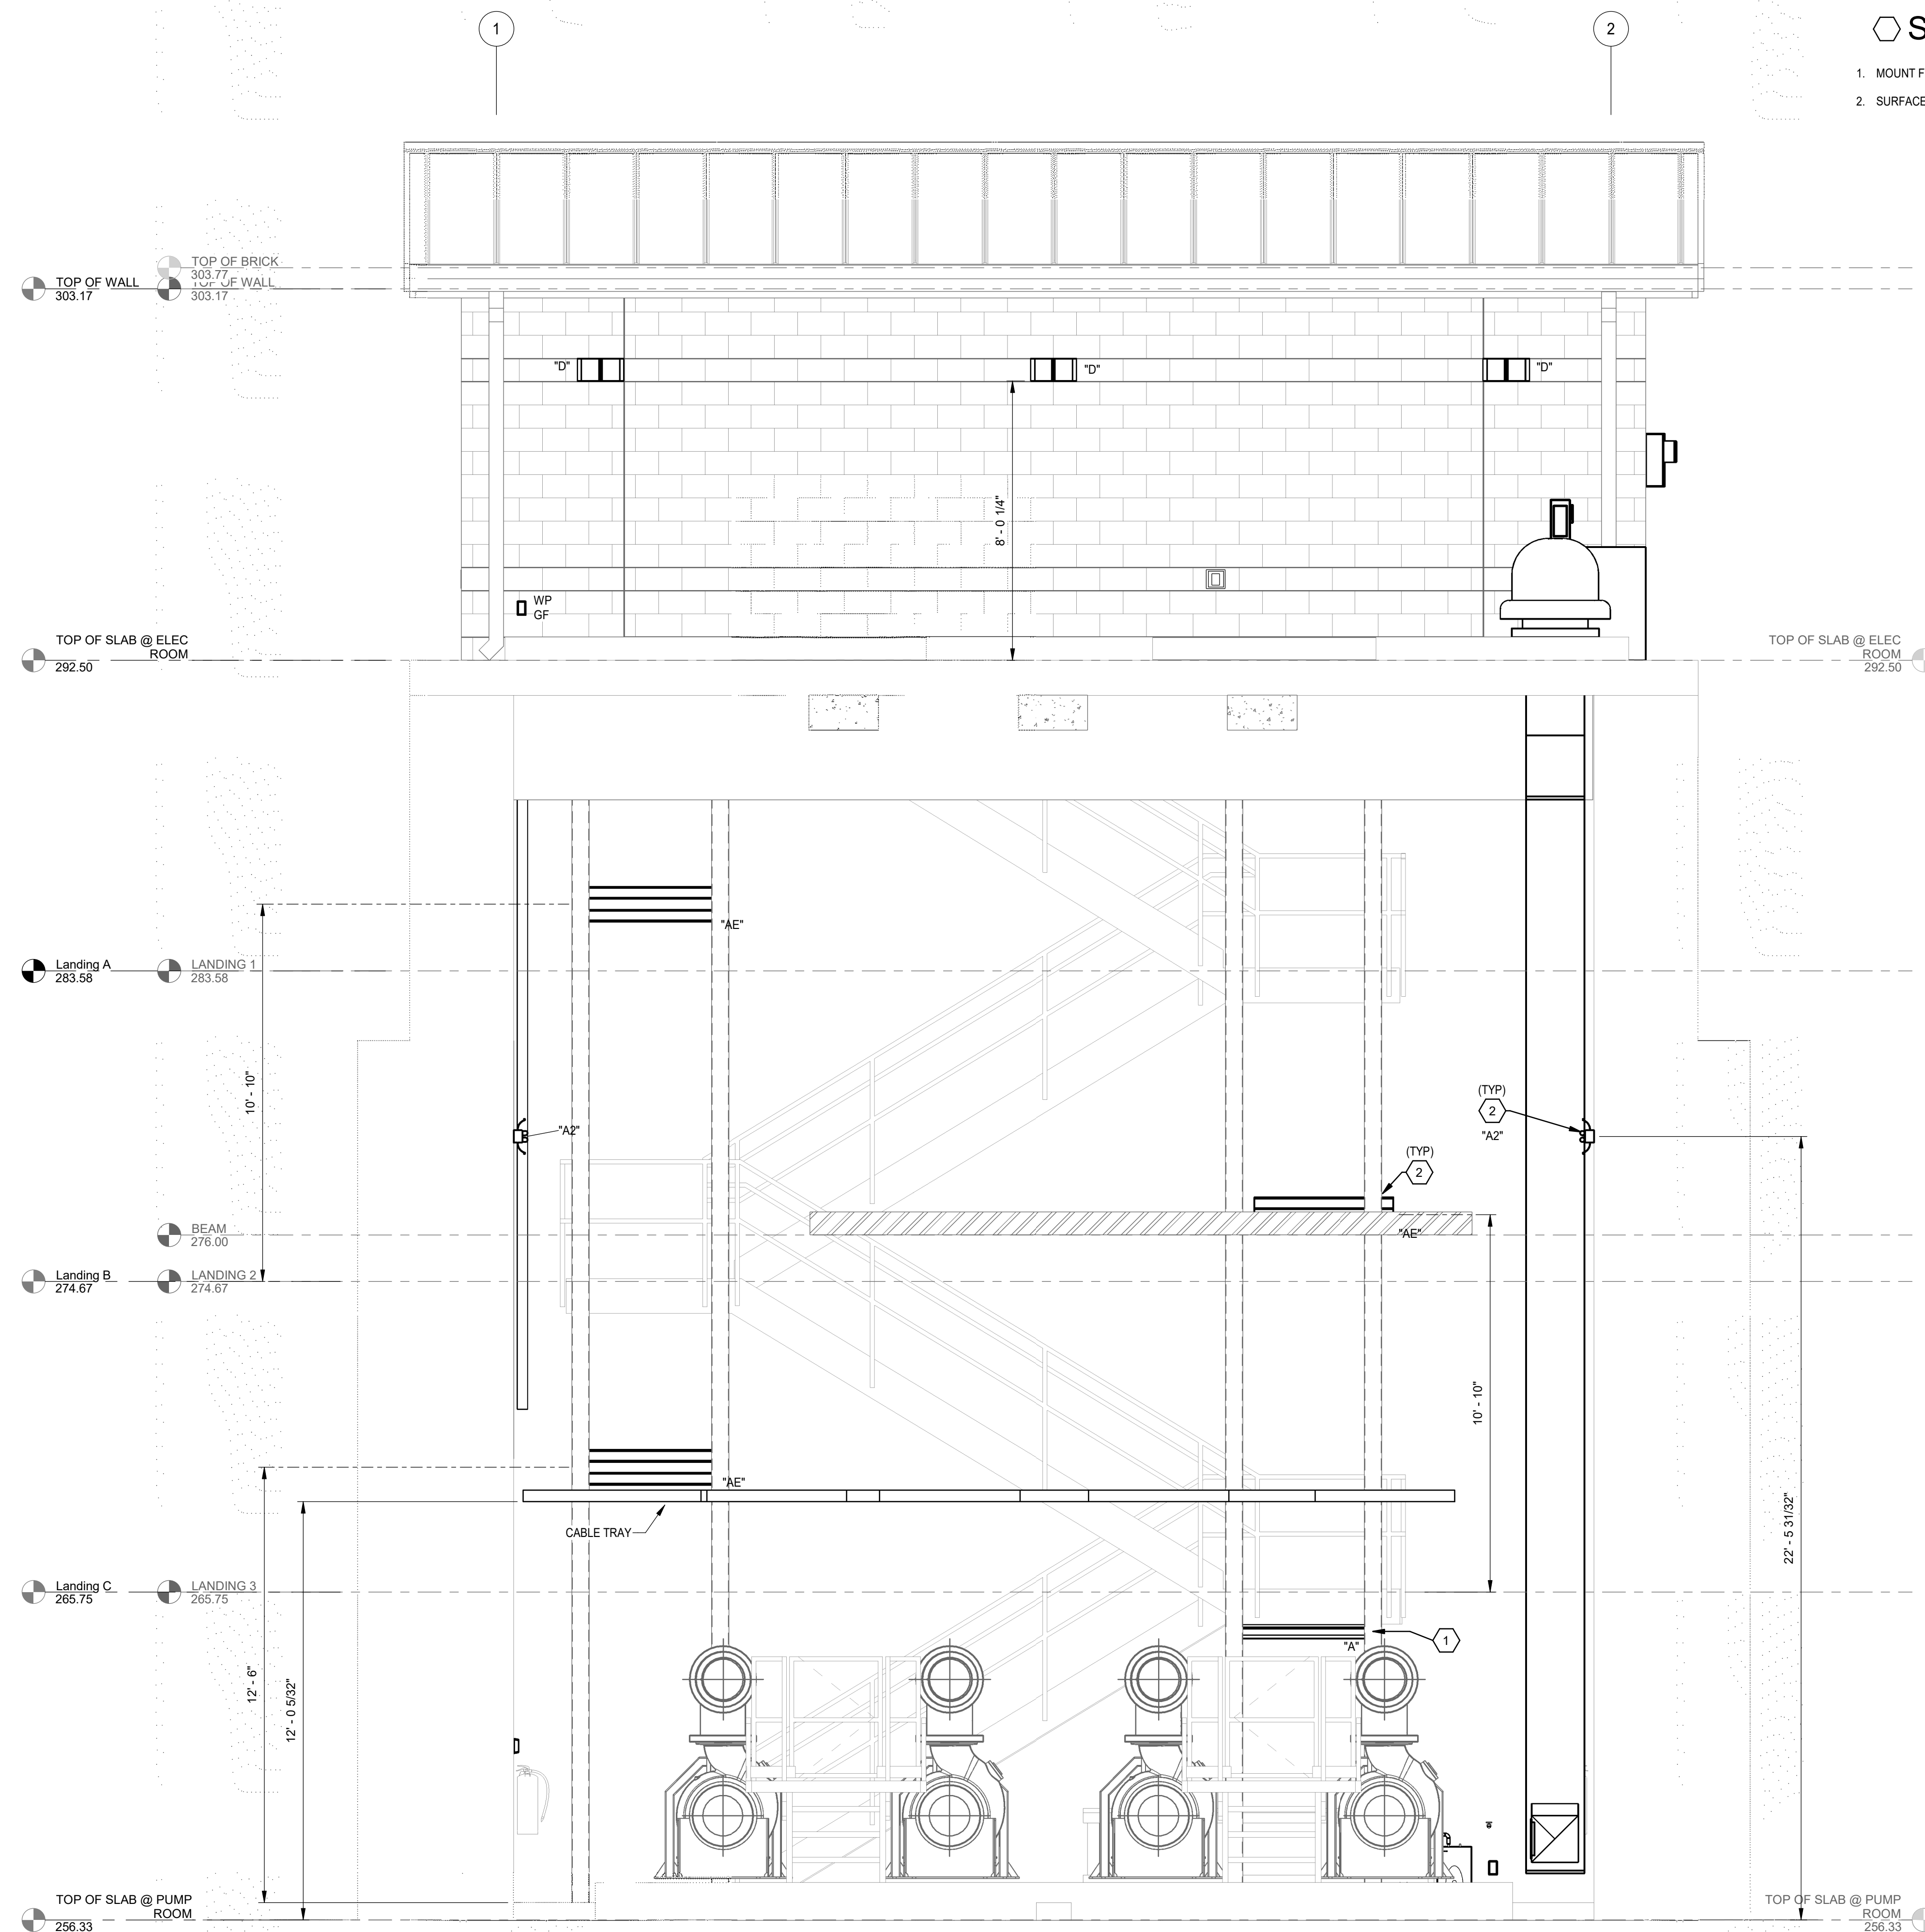 1
2
S
1. MOUNT F
2. SURFACE
TOP OF BRICK
303.77
TOP OF WALL
303.17
TOP OF WALL
303.17
"D"
"D"
"D"
8' - 0 1/4"
WP
GF
TOP OF SLAB @ ELEC
ROOM
292.50
TOP OF SLAB @ ELEC
ROOM
292.50
"AE"
Landing A
283.58
LANDING 1
283.58
10' - 10"
(TYP)
2
"A2"
"A2"
(TYP)
2
BEAM
276.00
"AE"
Landing B
274.67
LANDING 2
274.67
10' - 10"
"AE"
CABLE TRAY
22' - 5 31/32"
Landing C
265.75
LANDING 3
265.75
"A"
1
12' - 6"
12' - 0 5/32"
TOP OF SLAB @ PUMP
ROOM
256.33
TOP OF SLAB @ PUMP
ROOM
256.33